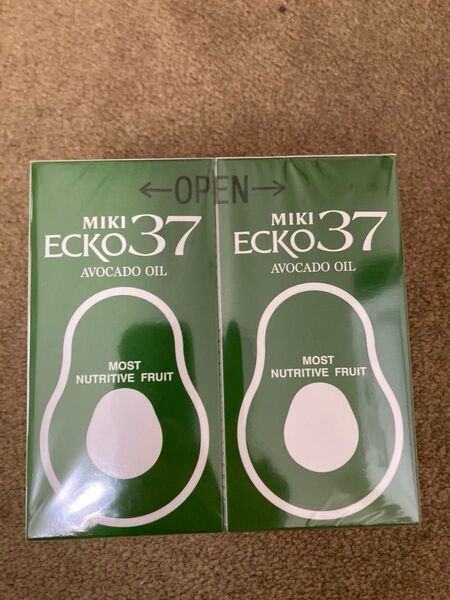 ←OPEN→
MIKI
ECKO37
AVOCADO OIL
MOST
NUTRITIVE FRUIT
MIKI
ECKO37
AVOCADO OIL
MOST
NUTRITIVE FRUIT